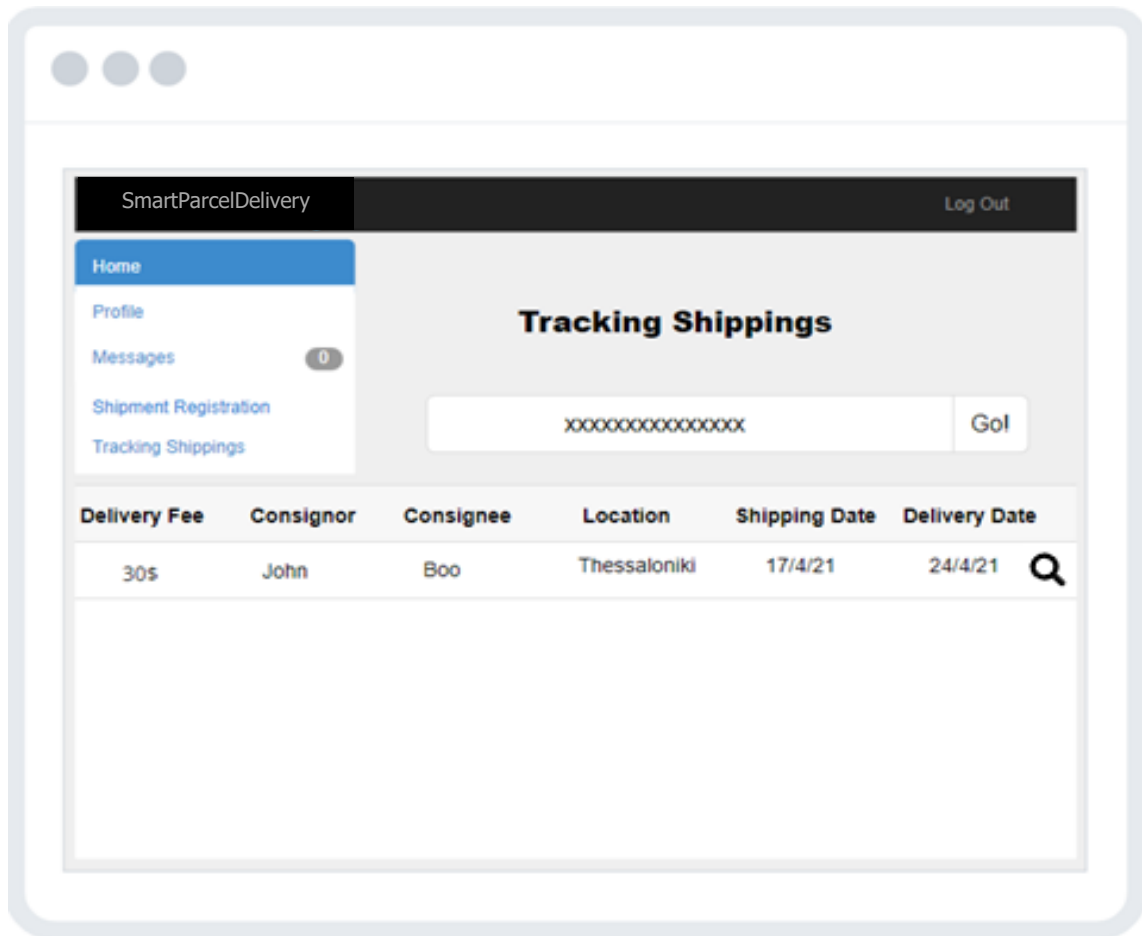 SmartParcelDelivery Log Out
Home
Profile
Messages 0
Shipment Registration
Tracking Shippings
Tracking Shippings
xxxxxxxxxxxxxxx Go!
Delivery Fee Consignor Consignee Location Shipping Date Delivery Date
30$ John Boo Thessaloniki 17/4/21 24/4/21